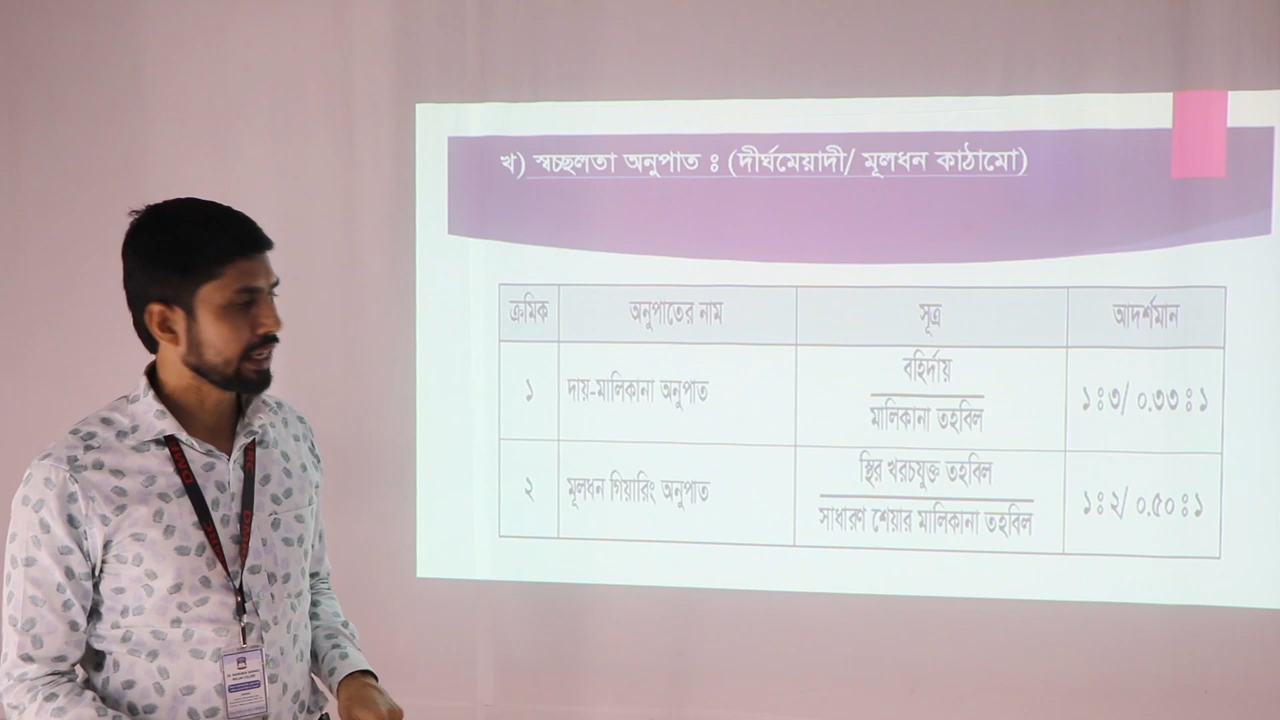 খ) স্বচ্ছলতা অনুপাত ঃ (দীর্ঘমেয়াদী/ মূলধন কাঠামো)
ক্রমিক অনুপাতের নাম সূত্র আদর্শমান
১ দায়-মালিকানা অনুপাত বহির্দায় ১ ঃ ৩/ ০.৩৩ ঃ ১
মালিকানা তহবিল
২ মূলধন গিয়ারিং অনুপাত স্থির খরচযুক্ত তহবিল ১ ঃ ২/ ০.৫০ ঃ ১
সাধারণ শেয়ার মালিকানা তহবিল